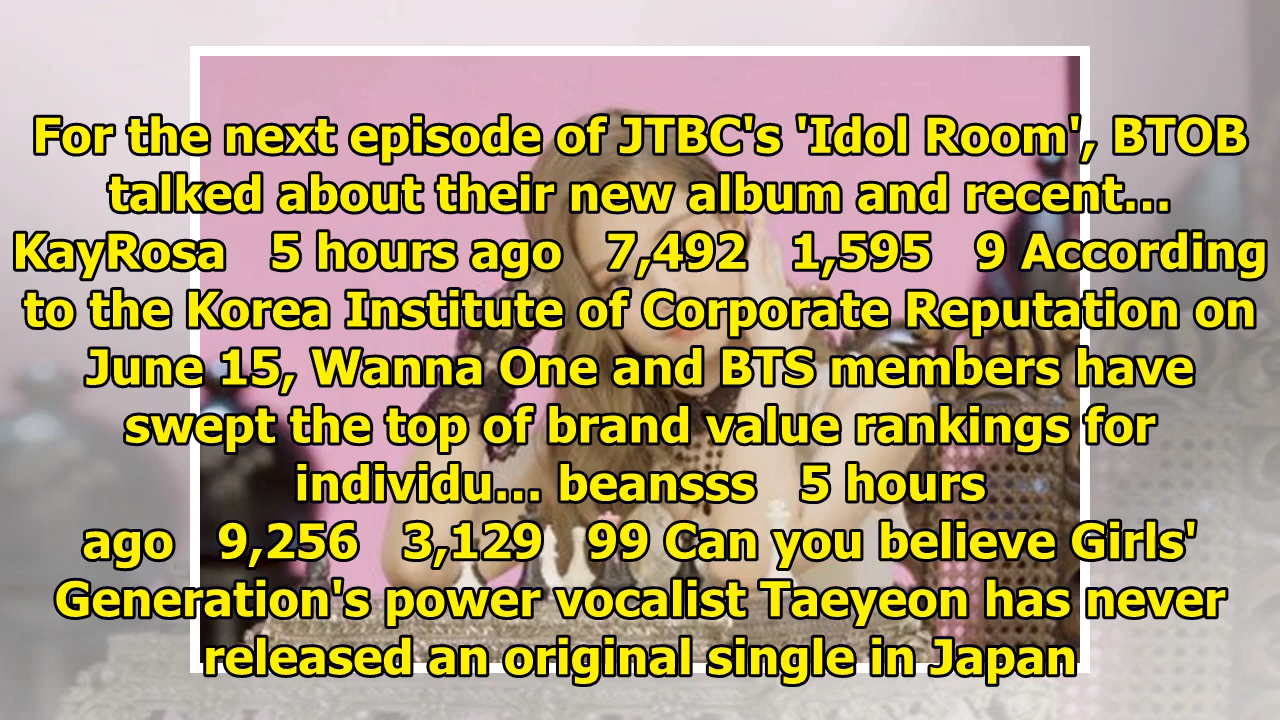 For the next episode of JTBC's 'Idol Room', BTOB
talked about their new album and recent...
KayRosa 5 hours ago 7,492 1,595 9 According
to the Korea Institute of Corporate Reputation on
June 15, Wanna One and BTS members have
swept the top of brand value rankings for
individu... beansss 5 hours
ago 9,256 3,129 99 Can you believe Girls'
Generation's power vocalist Taeyeon has never
released an original single in Japan